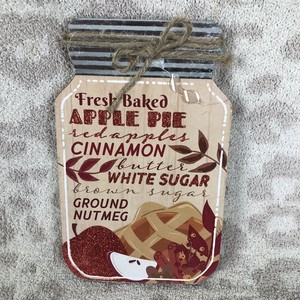 Fresh Baked
APPLE PIE
red apples
CINNAMON
butter
WHITE SUGAR
brown sugar
GROUND
NUTMEG